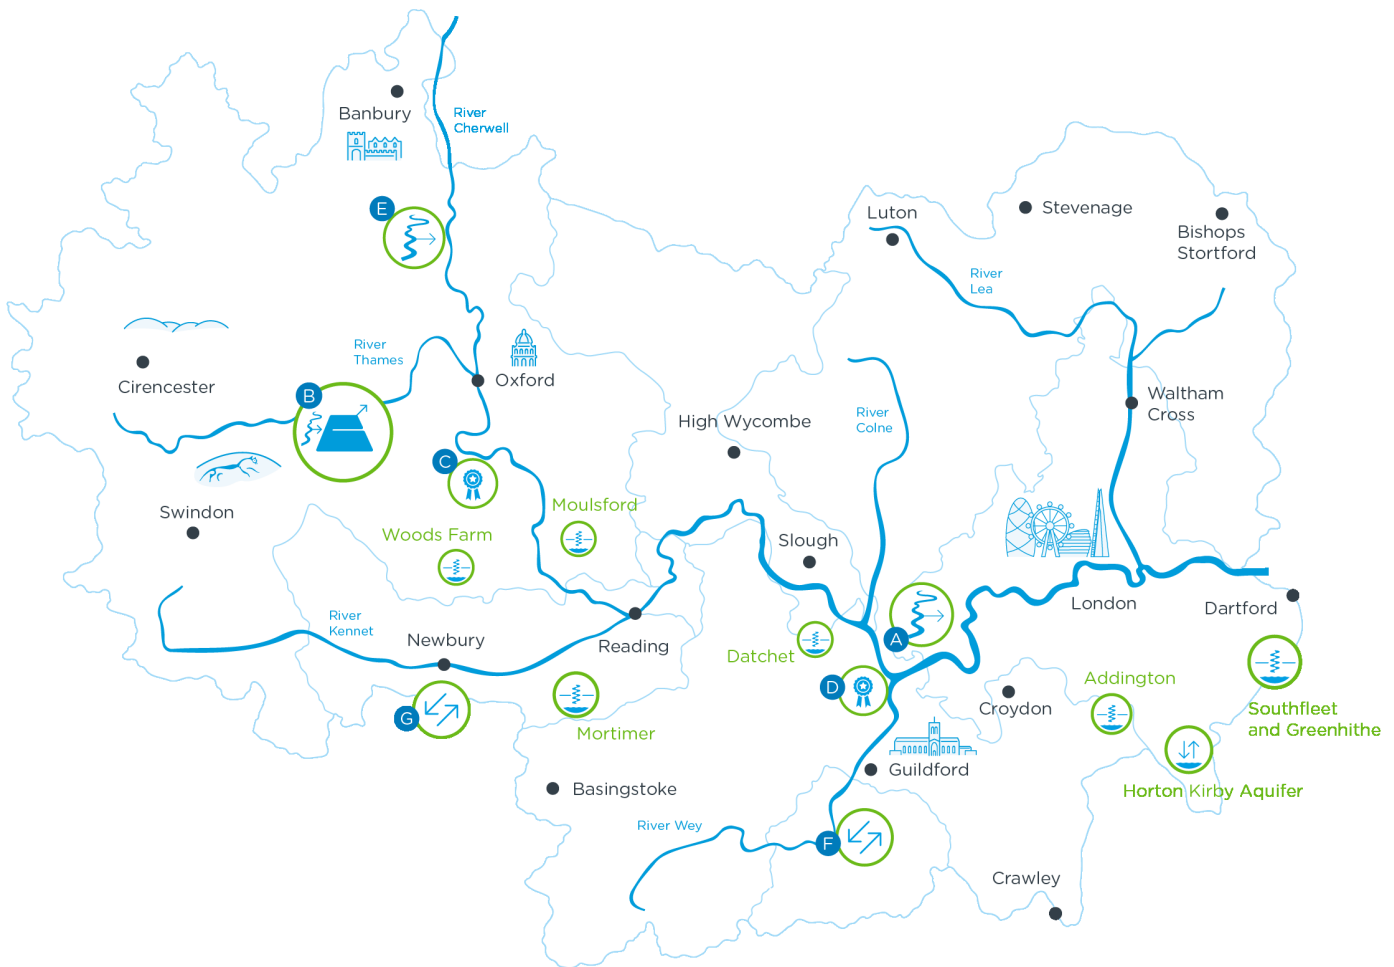 Banbury
River
Cherwell
E
Luton
Stevenage
Bishops
Stortford
River
Lea
River
Thames
Cirencester
B
Oxford
Waltham
Cross
River
Colne
High Wycombe
C
Swindon
Moulsford
Woods Farm
Slough
London
Dartford
River
Kennet
Newbury
Reading
A
Datchet
D
Addington
Croydon
G
Mortimer
Southfleet
and Greenhithe
Guildford
Basingstoke
Horton Kirby Aquifer
River Wey
F
Crawley